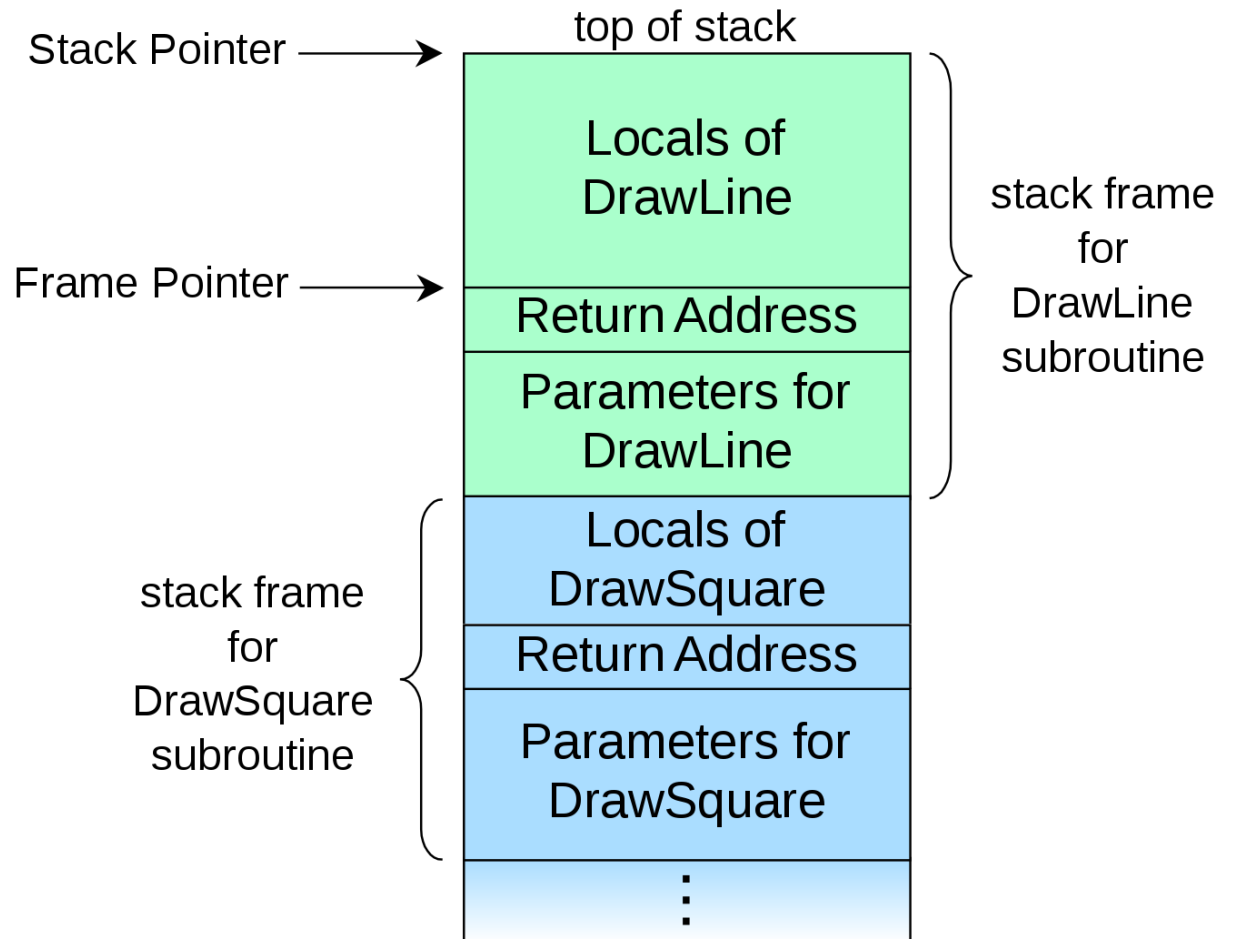 top of stack
Stack Pointer
Locals of
DrawLine
stack frame
for
DrawLine
subroutine
Frame Pointer
Return Address
Parameters for
DrawLine
Locals of
DrawSquare
stack frame
for
DrawSquare
subroutine
Return Address
Parameters for
DrawSquare
⋮